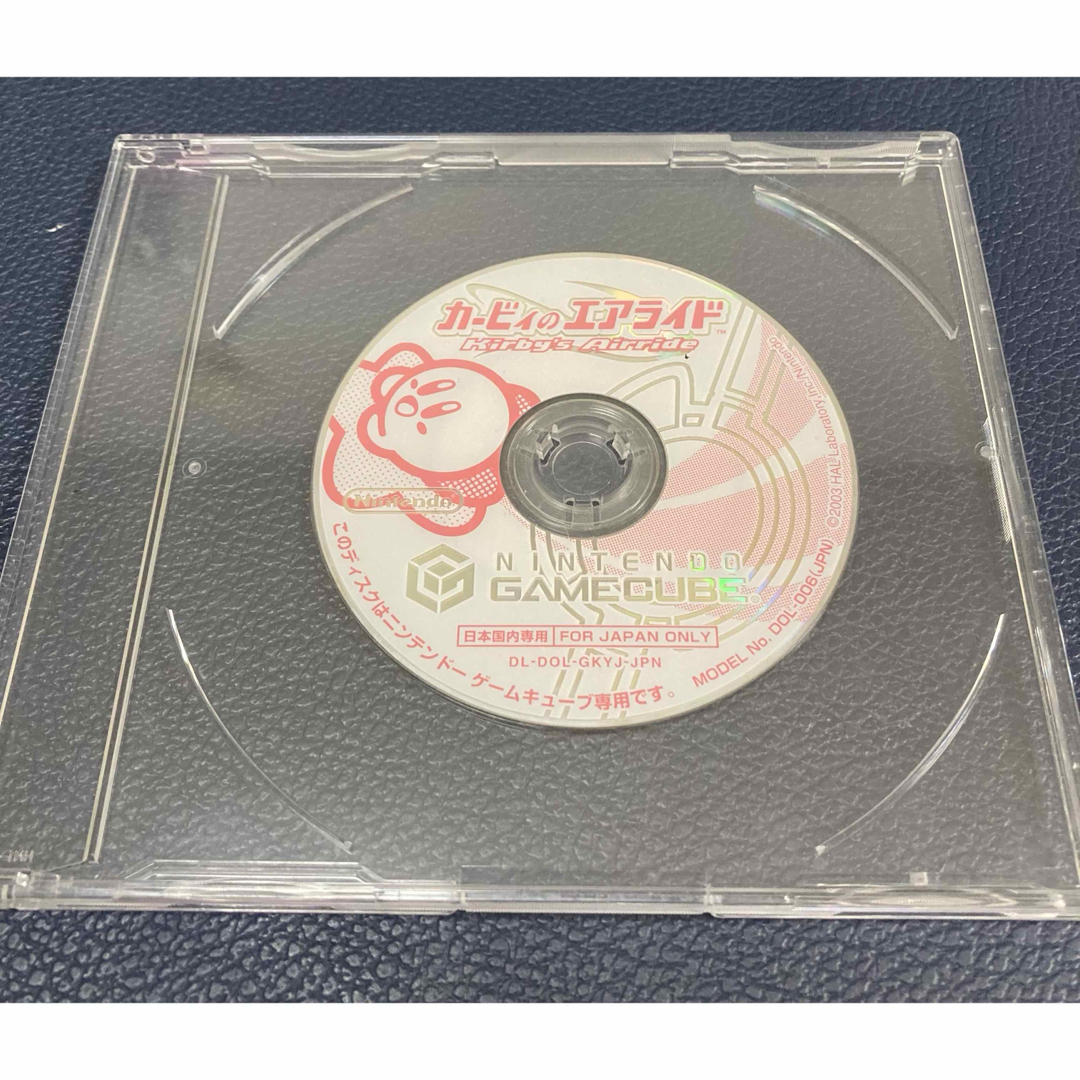 カービィのエアライド
TM
Kirby's Airride
Nintendo
NINTENDO
GAMECUBE
日本国内専用 FOR JAPAN ONLY
DL-DOL-GKYJ-JPN
このディスクはニンテンドー ゲームキューブ専用です。
MODEL No. DOL-006(JPN)
©2003 HAL Laboratory,Inc./Nintendo